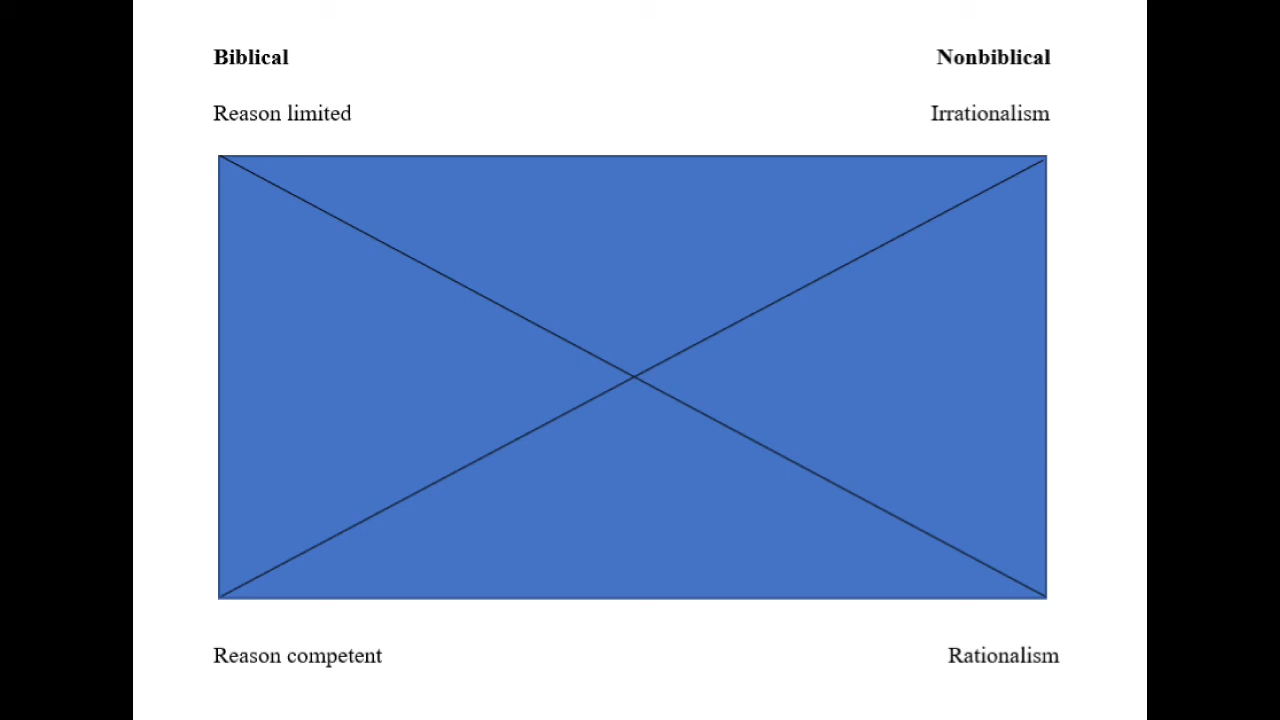 Biblical Nonbiblical
Reason limited Irrationalism
Reason competent Rationalism